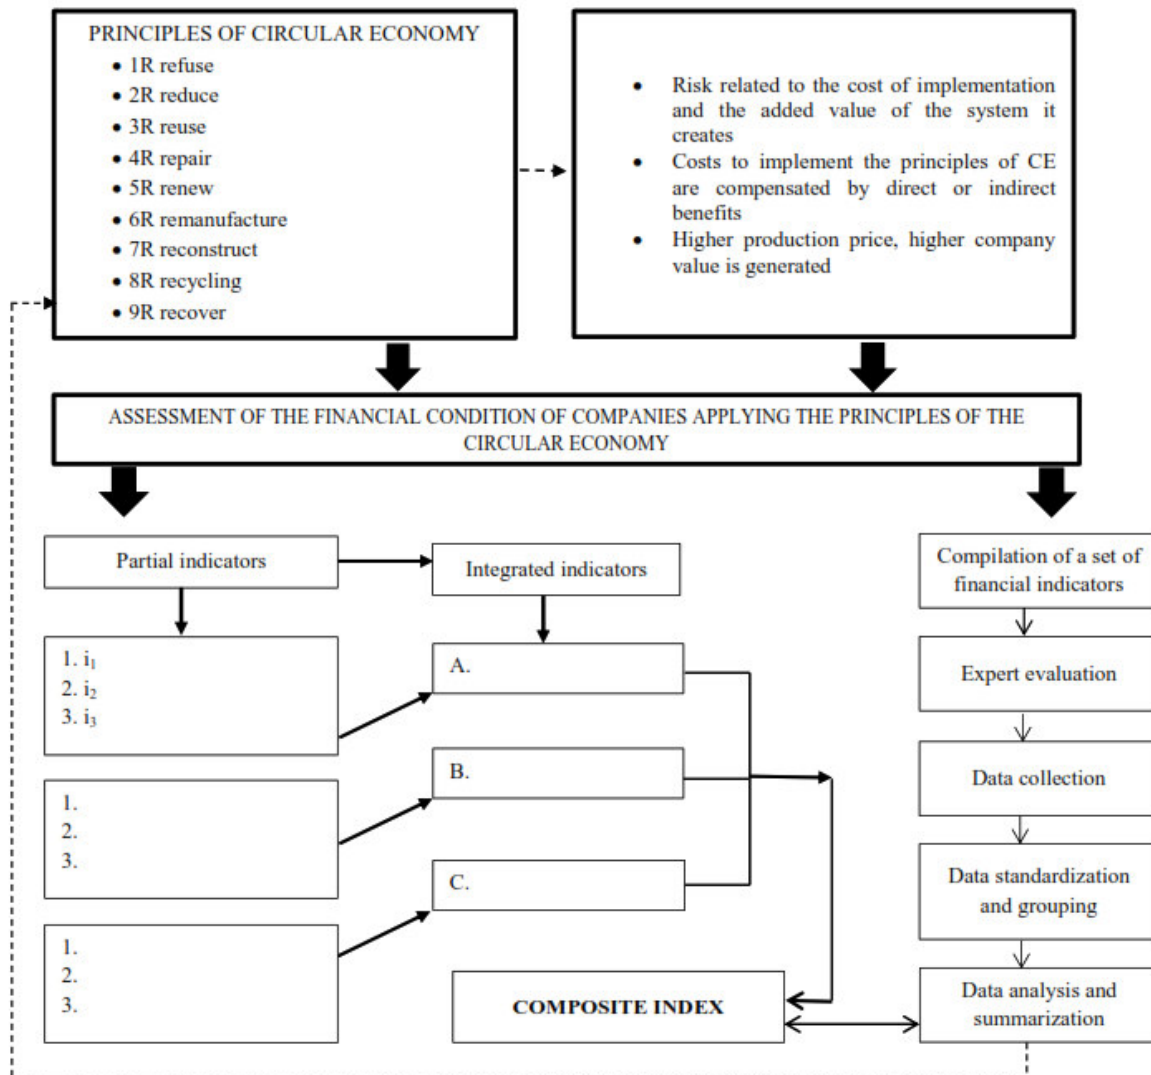 PRINCIPLES OF CIRCULAR ECONOMY
• 1R refuse
• 2R reduce
• 3R reuse
• 4R repair
• 5R renew
• 6R remanufacture
• 7R reconstruct
• 8R recycling
• 9R recover
• Risk related to the cost of implementation
and the added value of the system it
creates
• Costs to implement the principles of CE
are compensated by direct or indirect
benefits
• Higher production price, higher company
value is generated
ASSESSMENT OF THE FINANCIAL CONDITION OF COMPANIES APPLYING THE PRINCIPLES OF THE
CIRCULAR ECONOMY
Partial indicators
Integrated indicators
1. i₁
2. i₂
3. i₃
1.
2.
3.
1.
2.
3.
A.
B.
C.
COMPOSITE INDEX
Compilation of a set of
financial indicators
Expert evaluation
Data collection
Data standardization
and grouping
Data analysis and
summarization